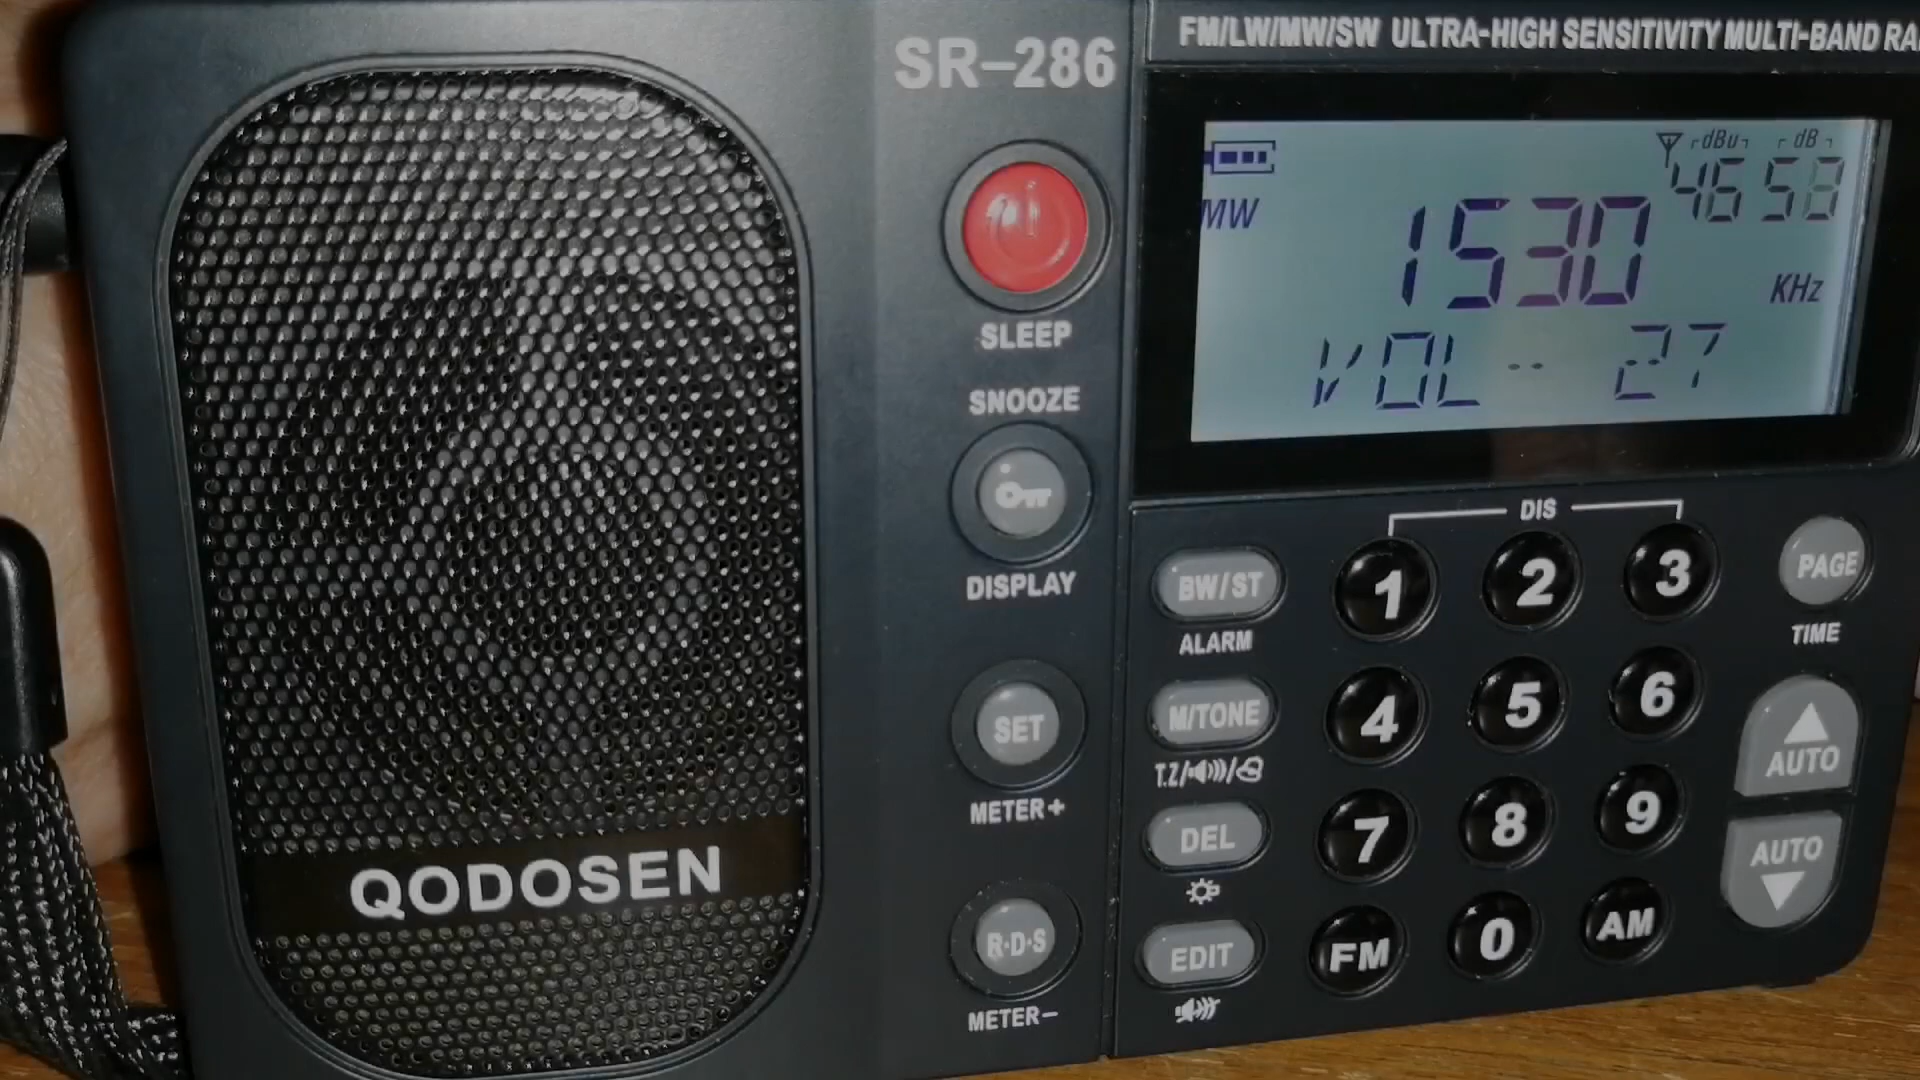 SR-286
FM/LW/MW/SW ULTRA-HIGH SENSITIVITY MULTI-BAND RA
dBu dB
46 58
MW
1530
KHz
VOL -- 27
SLEEP
SNOOZE
DISPLAY
SET
METER+
R·D·S
METER-
DIS
BW/ST
ALARM
M/TONE
T.Z/
DEL
EDIT
1 2 3
4 5 6
7 8 9
FM 0 AM
PAGE
TIME
AUTO
AUTO
QODOSEN